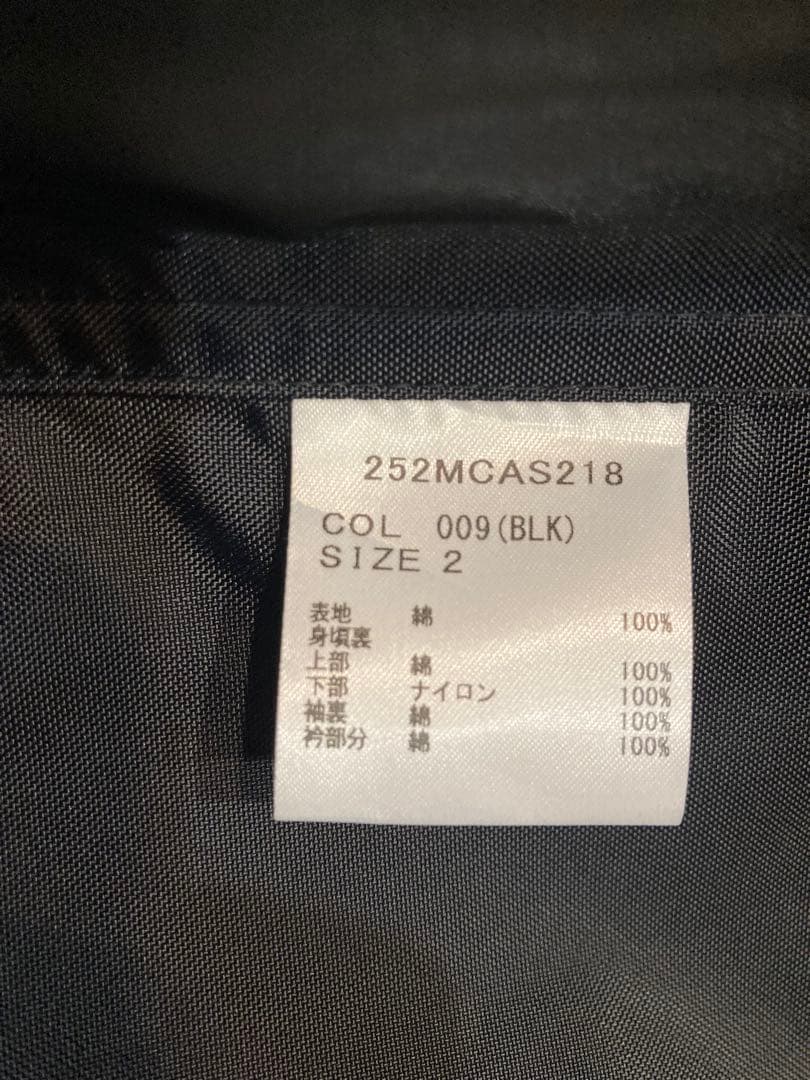 252MCAS218
COL 009(BLK)
SIZE 2
表地 綿 100%
身頃裏
上部 綿 100%
下部 ナイロン 100%
袖裏 綿 100%
衿部分 綿 100%